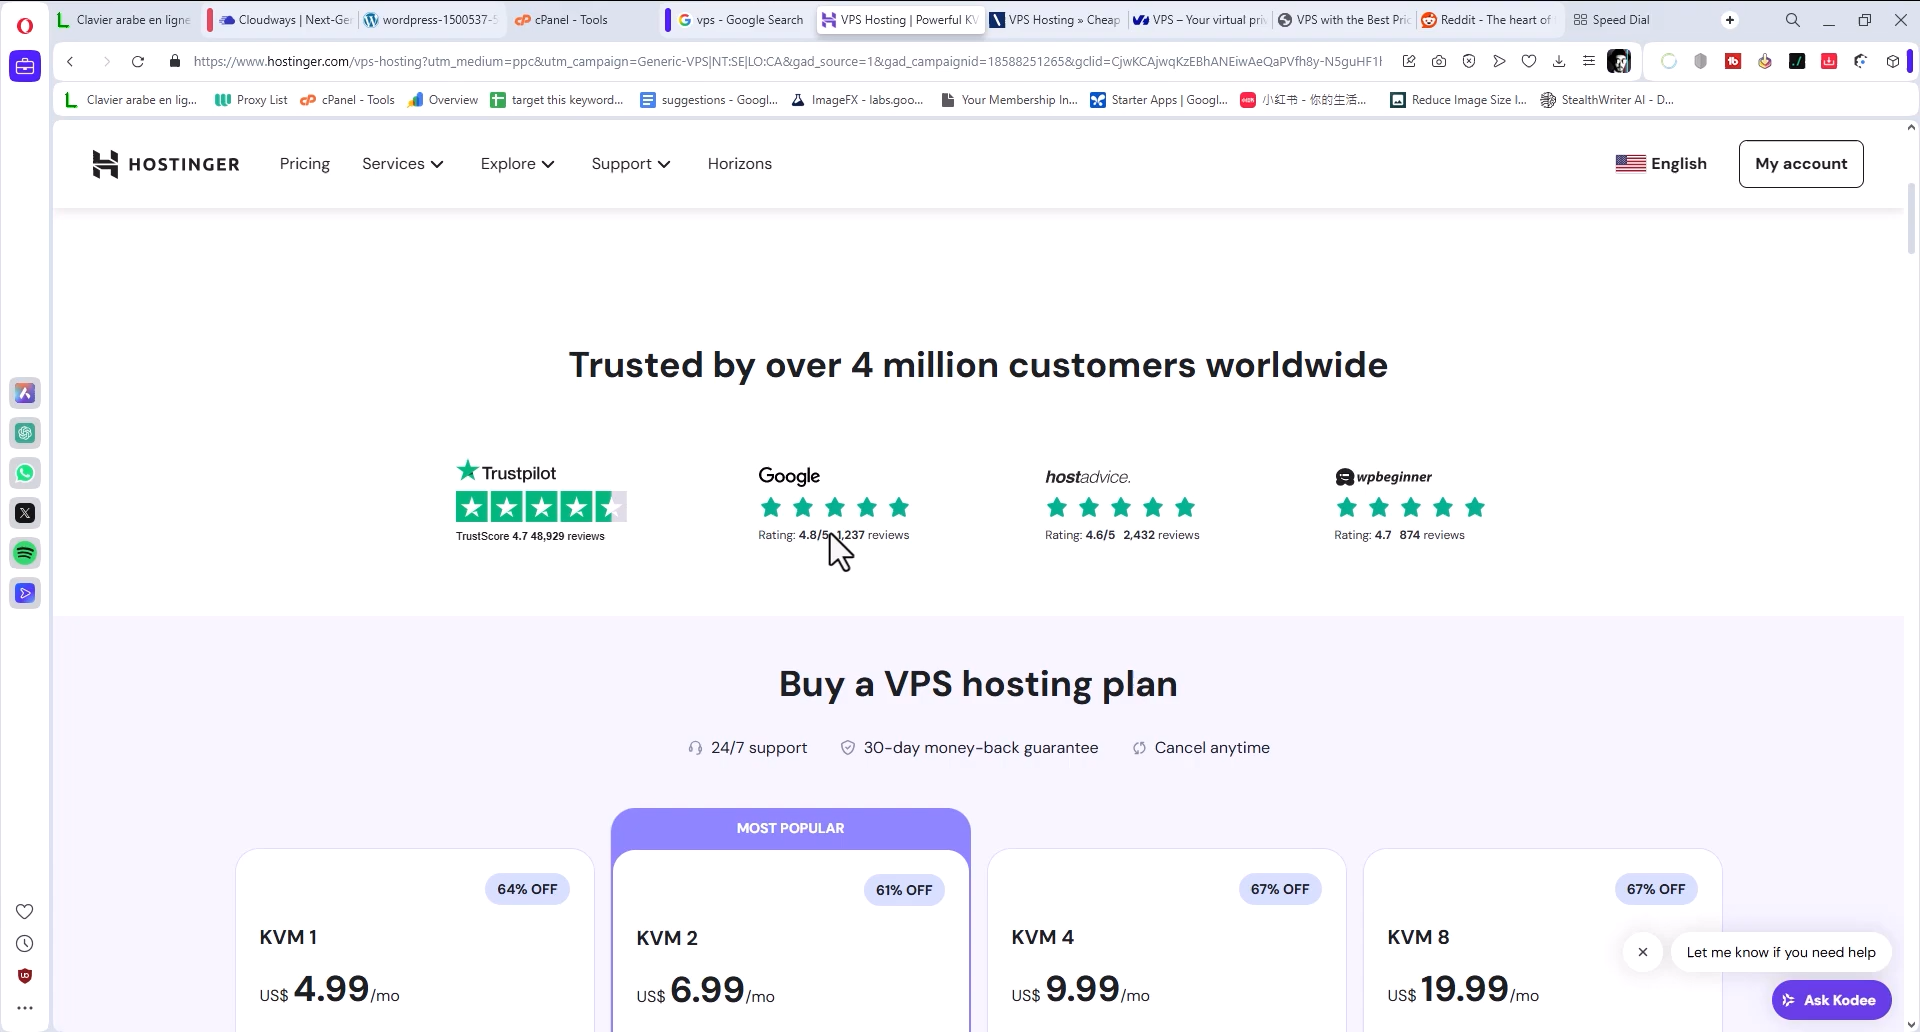 Clavier arabe en ligne
Cloudways | Next-Ge
wordpress-1500537-5
cPanel - Tools
vps - Google Search
VPS Hosting | Powerful KV
VPS Hosting » Cheap
VPS – Your virtual priv
VPS with the Best Pric
Reddit - The heart of
Speed Dial
https://www.hostinger.com/vps-hosting?utm_medium=ppc&utm_campaign=Generic-VPS|NT:SE|LO:CA&gad_source=1&gad_campaignid=18588251265&gclid=CjwKCAjwqKzEBhANEiwAeQaPVfh8y-N5guHF1
Clavier arabe en lig...
Proxy List
cPanel - Tools
Overview
target this keyword...
suggestions - Googl...
ImageFX - labs.goo...
Your Membership In...
Starter Apps | Googl...
小红书 - 你的生活...
Reduce Image Size I...
StealthWriter AI - D...
HOSTINGER
Pricing
Services
Explore
Support
Horizons
English
My account
Trusted by over 4 million customers worldwide
Trustpilot
TrustScore 4.7 48,929 reviews
Google
Rating: 4.8/5 1,237 reviews
hostadvice.
Rating: 4.6/5 2,432 reviews
wpbeginner
Rating: 4.7 874 reviews
Buy a VPS hosting plan
24/7 support
30-day money-back guarantee
Cancel anytime
MOST POPULAR
64% OFF
KVM 1
US$ 4.99/mo
61% OFF
KVM 2
US$ 6.99/mo
67% OFF
KVM 4
US$ 9.99/mo
67% OFF
KVM 8
US$ 19.99/mo
Let me know if you need help
Ask Kodee